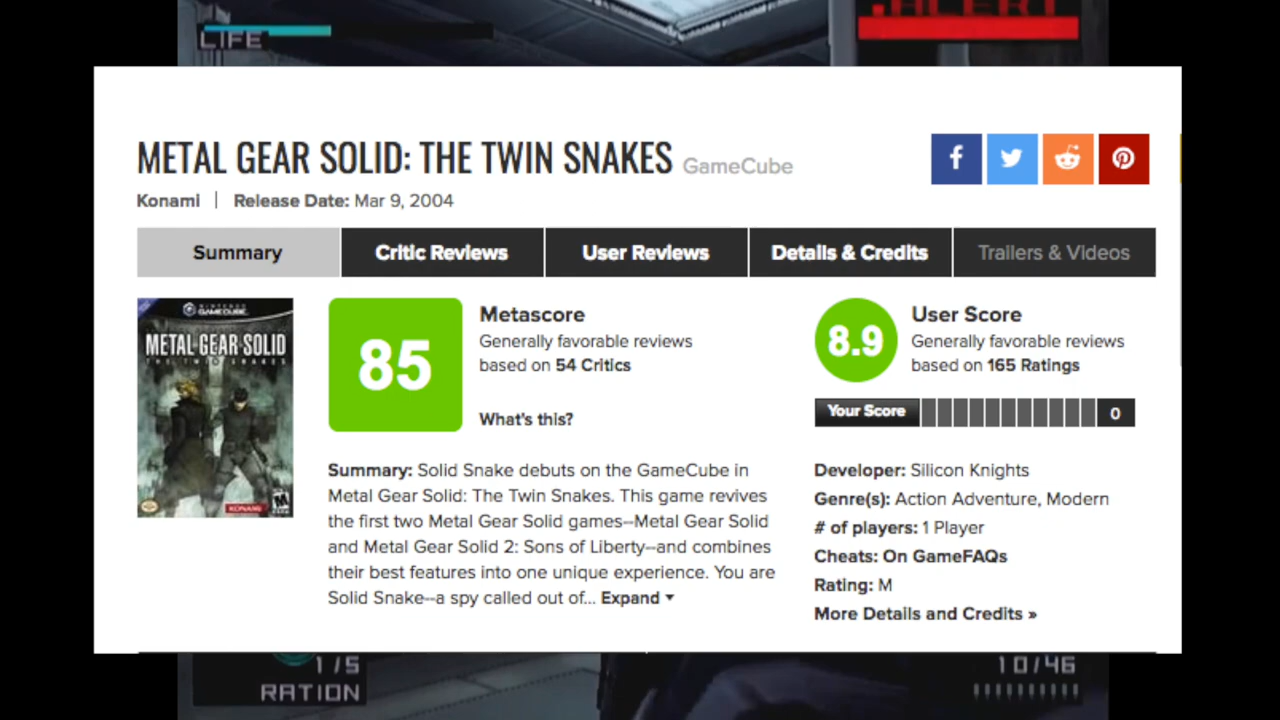 LIFE
ALERT
METAL GEAR SOLID: THE TWIN SNAKES GameCube
Konami | Release Date: Mar 9, 2004
Summary Critic Reviews User Reviews Details & Credits Trailers & Videos
NINTENDO
GAMECUBE
METAL GEAR SOLID
THE TWIN SNAKES
KONAMI
M
85
Metascore
Generally favorable reviews
based on 54 Critics
What's this?
8.9
User Score
Generally favorable reviews
based on 165 Ratings
Your Score 0
Summary: Solid Snake debuts on the GameCube in
Metal Gear Solid: The Twin Snakes. This game revives
the first two Metal Gear Solid games--Metal Gear Solid
and Metal Gear Solid 2: Sons of Liberty--and combines
their best features into one unique experience. You are
Solid Snake--a spy called out of... Expand
Developer: Silicon Knights
Genre(s): Action Adventure, Modern
# of players: 1 Player
Cheats: On GameFAQs
Rating: M
More Details and Credits »
1/5
RATION
10/46